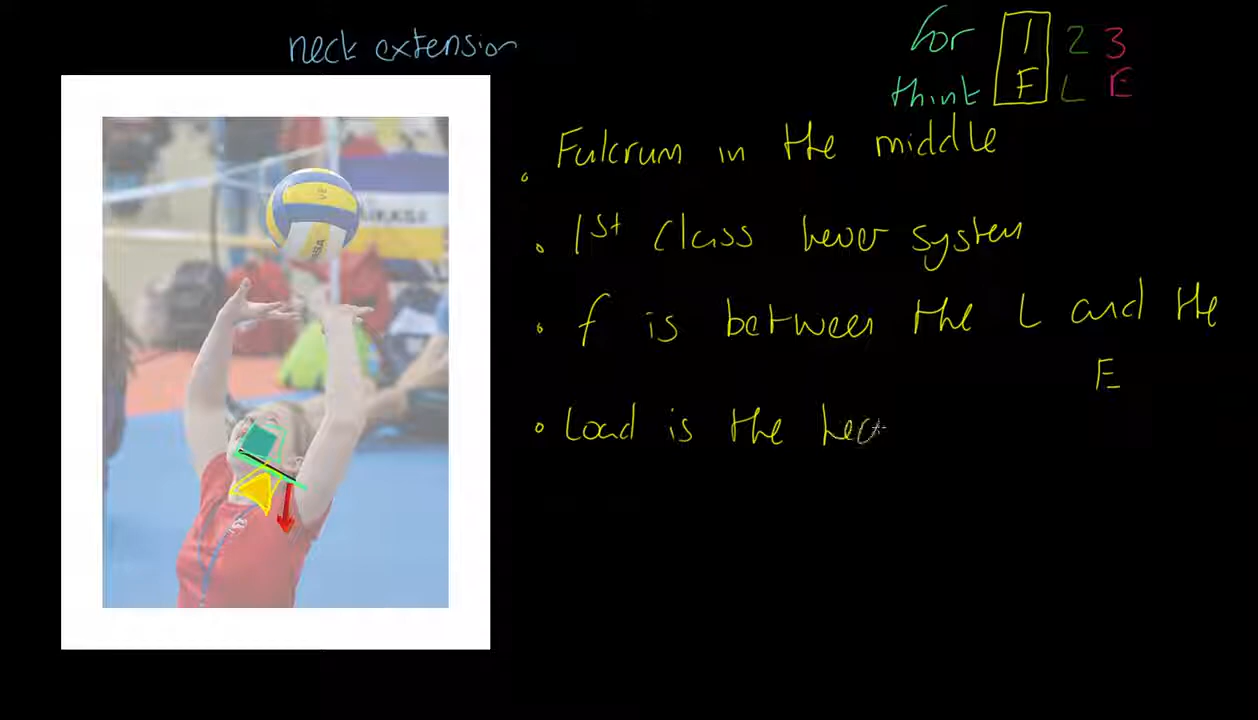 neck extension
for 1 2 3
think F L E
Fulcrum in the middle
• 1st class lever system
• f is between the L and the
E
• Load is the hea